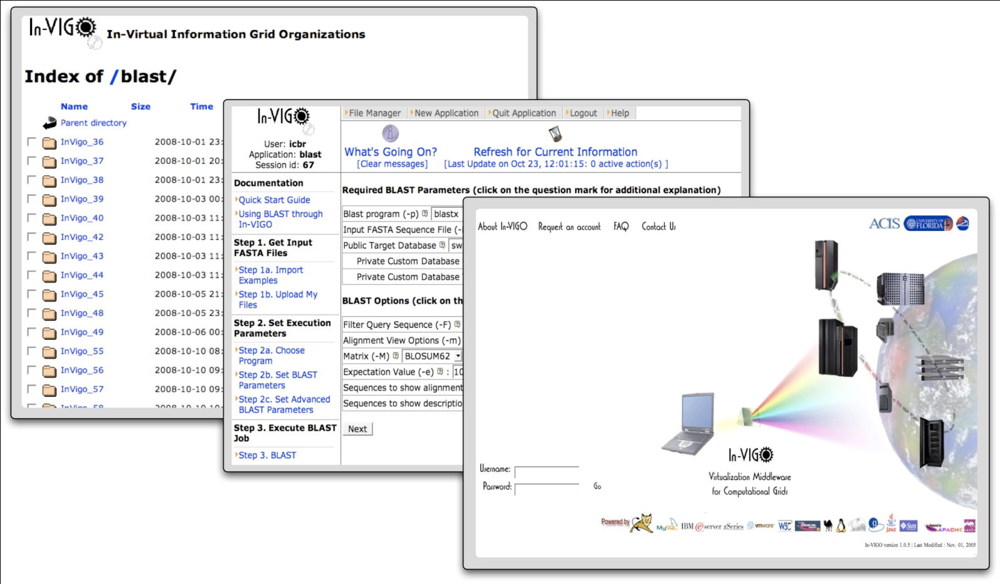 In-VIGO
In-Virtual Information Grid Organizations
Index of /blast/
Name Size Time
Parent directory
InVigo_36 2008-10-01 23:
InVigo_37 2008-10-01 20:
InVigo_38 2008-10-01 23:
InVigo_39 2008-10-03 00:
InVigo_40 2008-10-03 11:
InVigo_42 2008-10-03 11:
InVigo_43 2008-10-03 11:
InVigo_44 2008-10-03 11:
InVigo_45 2008-10-05 21:
InVigo_48 2008-10-05 23:
InVigo_49 2008-10-06 00:
InVigo_55 2008-10-10 08:
InVigo_56 2008-10-10 09:
InVigo_57 2008-10-10 09:
InVigo_58 2008-10-10 10:
In-VIGO
User: icbr
Application: blast
Session id: 67
Documentation
Quick Start Guide
Using BLAST through
In-VIGO
Step 1. Get Input
FASTA Files
Step 1a. Import
Examples
Step 1b. Upload My
Files
Step 2. Set Execution
Parameters
Step 2a. Choose
Program
Step 2b. Set BLAST
Parameters
Step 2c. Set Advanced
BLAST Parameters
Step 3. Execute BLAST
Job
Step 3. BLAST
File Manager New Application Quit Application Logout Help
What's Going On? Refresh for Current Information
[Clear messages] [Last Update on Oct 23, 12:01:15: 0 active action(s) ]
Required BLAST Parameters (click on the question mark for additional explanation)
Blast program (-p) ? blastx
Input FASTA Sequence File (-i
Public Target Database ? sw
Private Custom Database
Private Custom Database
BLAST Options (click on th
Filter Query Sequence (-F) ?
Alignment View Options (-m)
Matrix (-M) ? BLOSUM62
Expectation Value (-e) ? : 10
Sequences to show alignment
Sequences to show descriptio
Next
About In-VIGO Request an account FAQ Contact Us
ACIS UNIVERSITY OF FLORIDA
In-VIGO
Virtualization Middleware
for Computational Grids
Username:
Password: Go
Powered by MySQL IBM e server zSeries vmware W3C Java Sun Powered by APACHE
In-VIGO version 1.0.5 | Last Modified : Nov. 01, 2005